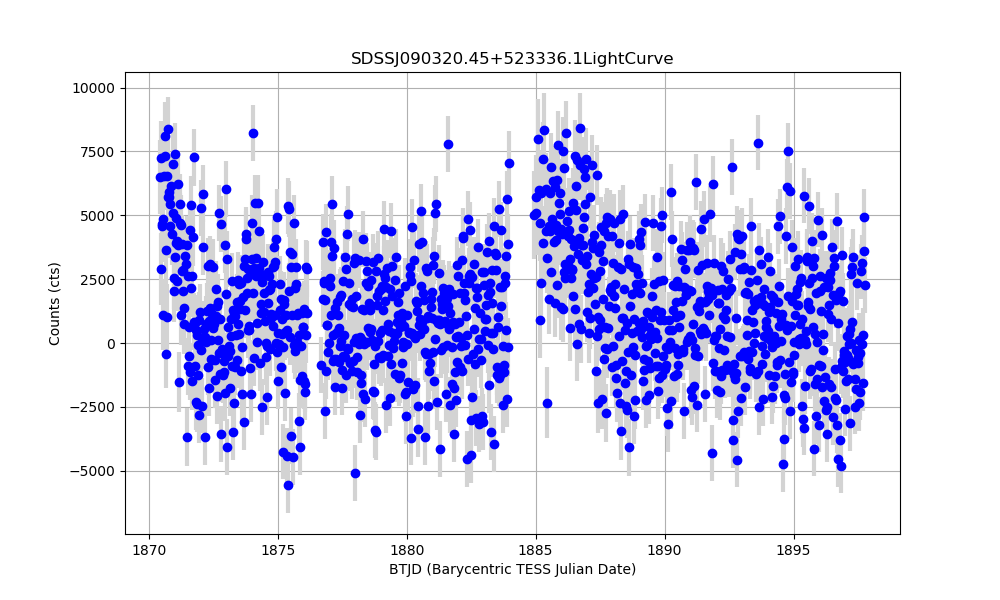 SDSSJ090320.45+523336.1LightCurve
10000
7500
5000
2500
0
−2500
−5000
Counts (cts)
1870 1875 1880 1885 1890 1895
BTJD (Barycentric TESS Julian Date)